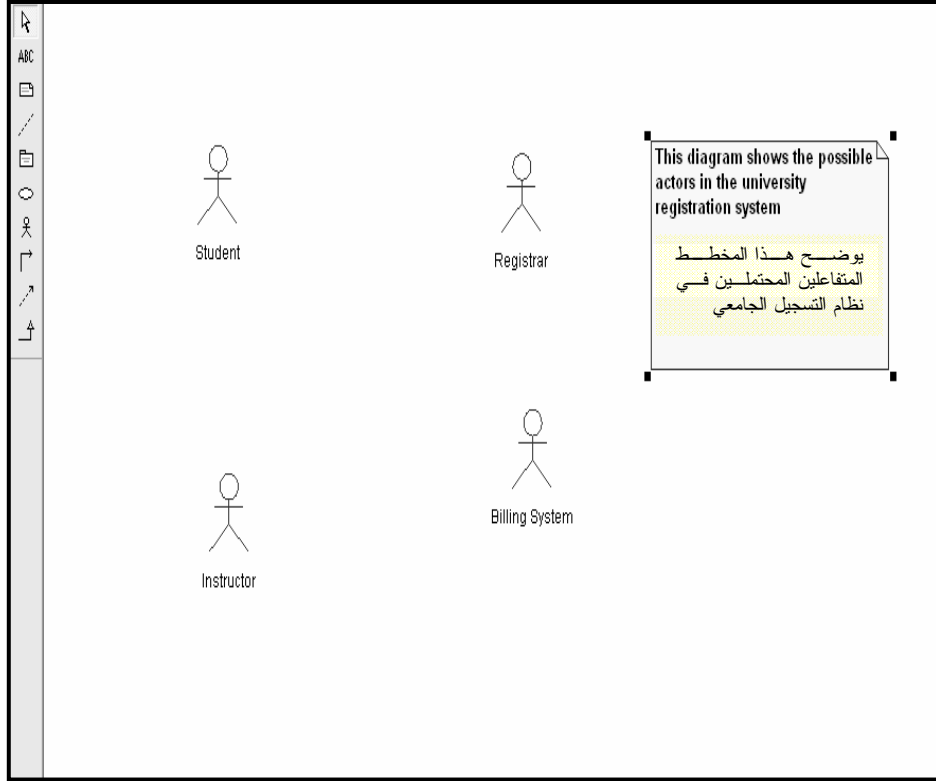 ABC
Student
Registrar
This diagram shows the possible
actors in the university
registration system
يوضح هذا المخطط
المتفاعلين المحتملين في
نظام التسجيل الجامعي
Billing System
Instructor